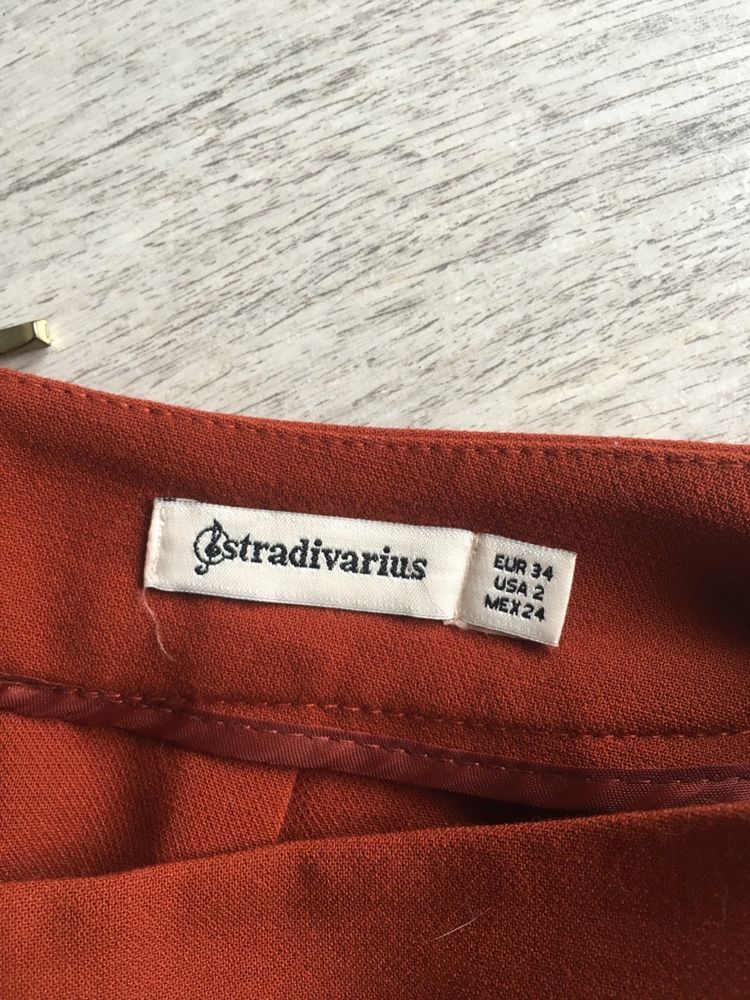 stradivarius
EUR 34
USA 2
MEX 24